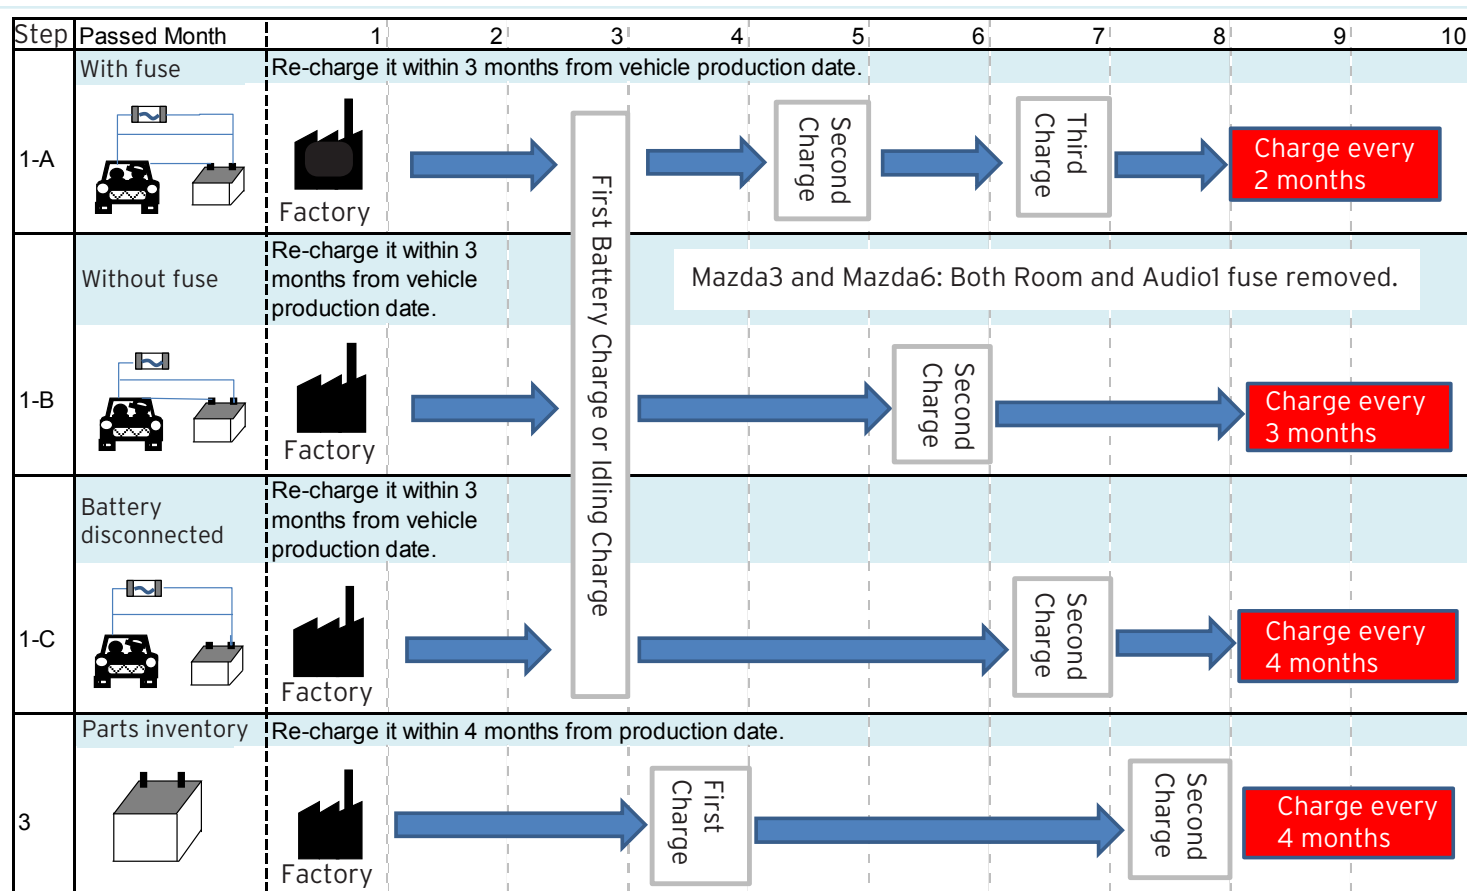 Step Passed Month 1 2 3 4 5 6 7 8 9 10
With fuse
Re-charge it within 3 months from vehicle production date.
1-A
Factory
First Battery Charge or Idling Charge
Second
Charge
Third
Charge
Charge every
2 months
Without fuse
Re-charge it within 3
months from vehicle
production date.
Mazda3 and Mazda6: Both Room and Audio1 fuse removed.
1-B
Factory
Second
Charge
Charge every
3 months
Battery
disconnected
Re-charge it within 3
months from vehicle
production date.
1-C
Factory
Second
Charge
Charge every
4 months
Parts inventory
Re-charge it within 4 months from production date.
3
Factory
First
Charge
Second
Charge
Charge every
4 months